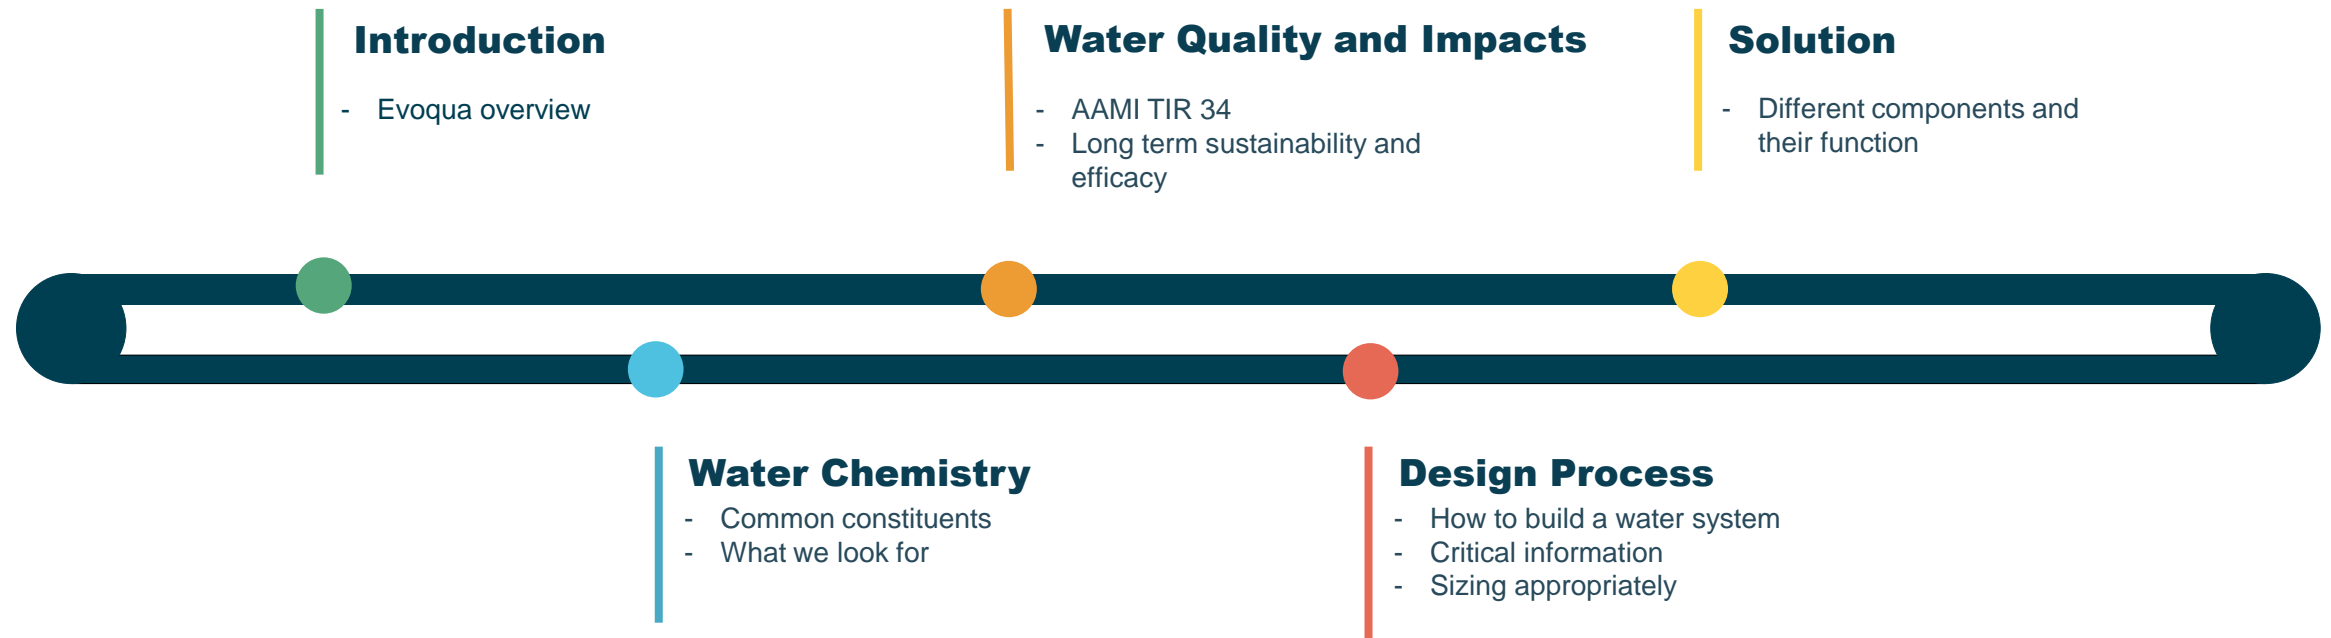 Introduction
- Evoqua overview
Water Quality and Impacts
- AAMI TIR 34
- Long term sustainability and
efficacy
Solution
- Different components and
their function
Water Chemistry
- Common constituents
- What we look for
Design Process
- How to build a water system
- Critical information
- Sizing appropriately